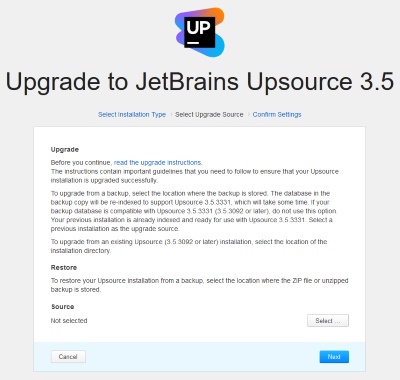 UP
Upgrade to JetBrains Upsource 3.5
Select Installation Type Select Upgrade Source Confirm Settings
Upgrade
Before you continue, read the upgrade instructions.
The instructions contain important guidelines that you need to follow to ensure that your Upsource
installation is upgraded successfully.
To upgrade from a backup, select the location where the backup is stored. The database in the
backup copy will be re-indexed to support Upsource 3.5.3331, which will take some time. If your
backup database is compatible with Upsource 3.5.3331 (3.5.3092 or later), do not use this option.
Your previous installation is already indexed and ready for use with Upsource 3.5.3331. Select a
previous installation as the upgrade source.
To upgrade from an existing Upsource (3.5.3092 or later) installation, select the location of the
installation directory.
Restore
To restore your Upsource installation from a backup, select the location where the ZIP file or unzipped
backup is stored.
Source
Not selected
Select ...
Cancel
Next